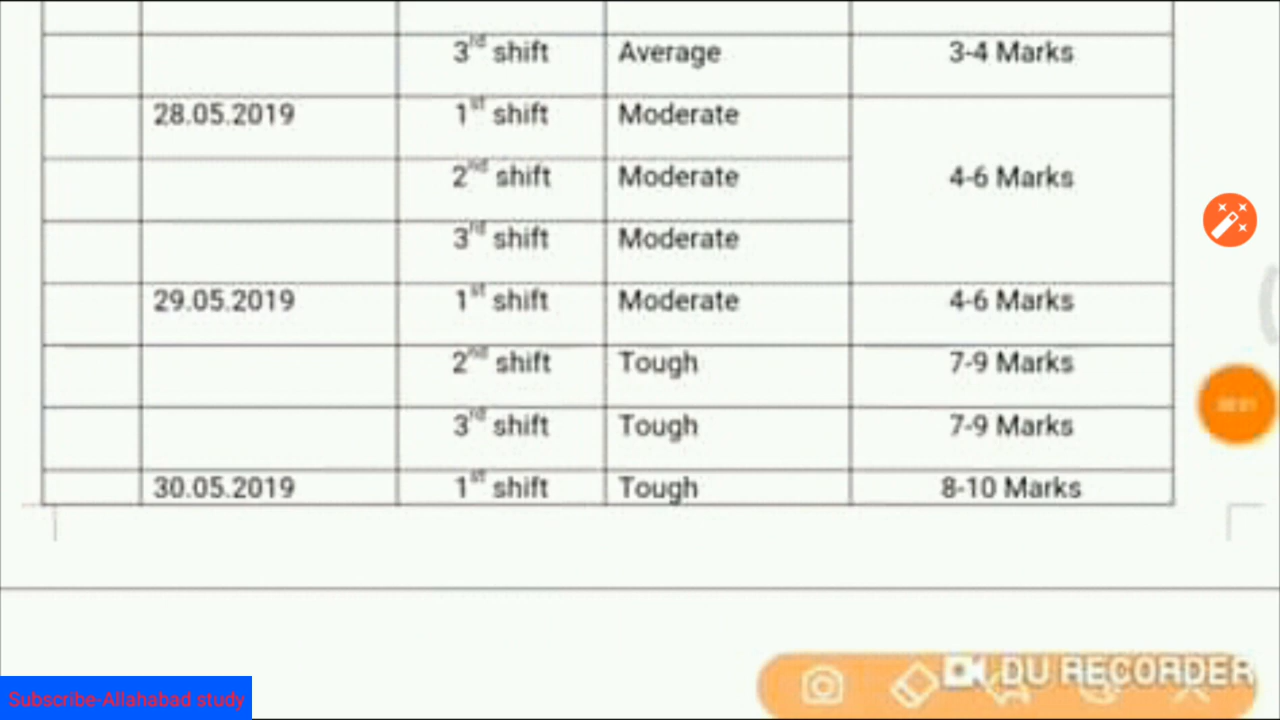 3rd shift Average 3-4 Marks
28.05.2019 1st shift Moderate
2nd shift Moderate 4-6 Marks
3rd shift Moderate
29.05.2019 1st shift Moderate 4-6 Marks
2nd shift Tough 7-9 Marks
3rd shift Tough 7-9 Marks
30.05.2019 1st shift Tough 8-10 Marks
DU RECORDER
Subscribe-Allahabad study